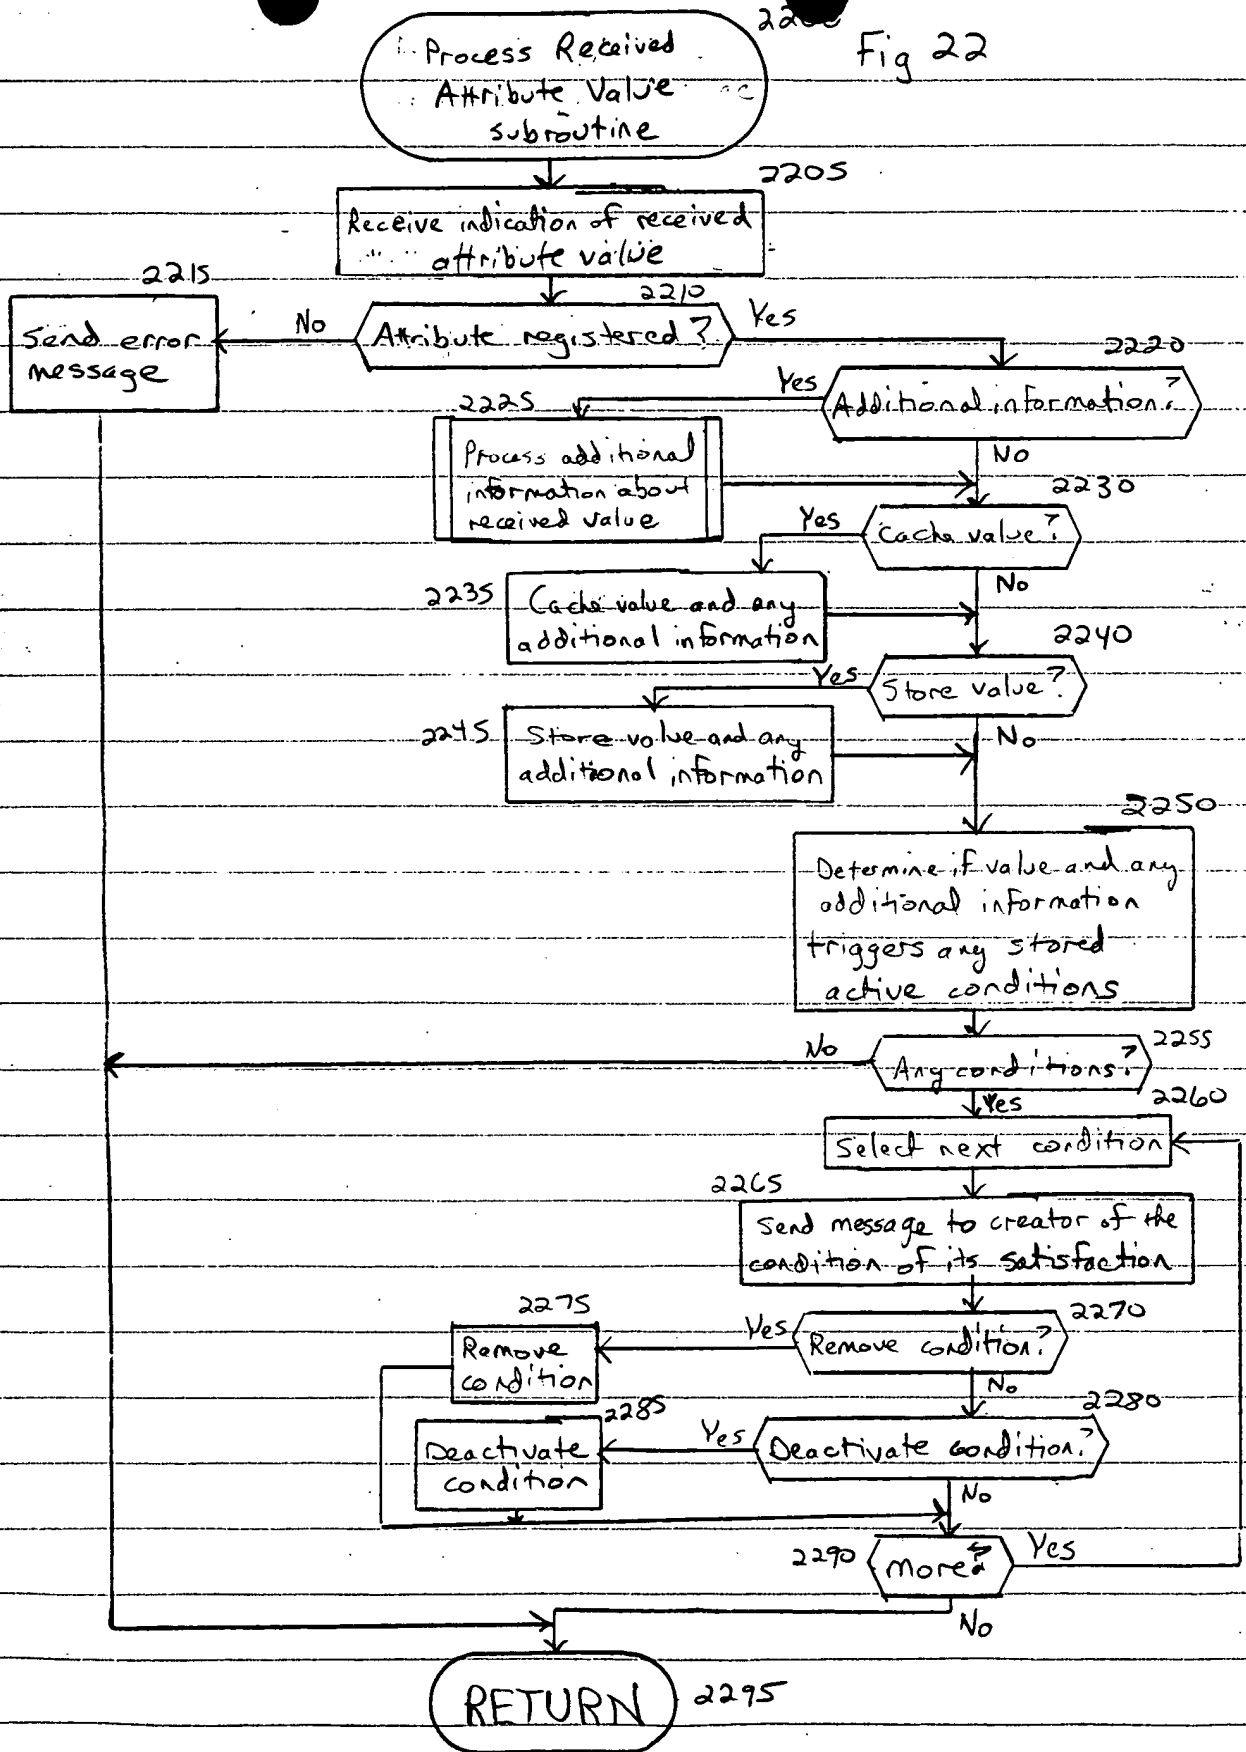 Fig 22
Process Received
Attribute Value
subroutine
2205
Receive indication of received
attribute value
2210
Attribute registered?
No
Yes
2215
Send error
message
2220
Additional information?
Yes
No
2225
Process additional
information about
received value
2230
Cache value?
Yes
No
2235
Cache value and any
additional information
2240
Store value?
Yes
No
2245
Store value and any
additional information
2250
Determine if value and any
additional information
triggers any stored
active conditions
2255
Any conditions?
No
Yes
2260
Select next condition
2265
Send message to creator of the
condition of its satisfaction
2270
Remove condition?
Yes
No
2275
Remove
condition
2280
Deactivate condition?
Yes
No
2285
Deactivate
condition
2290
More?
Yes
No
RETURN
2295